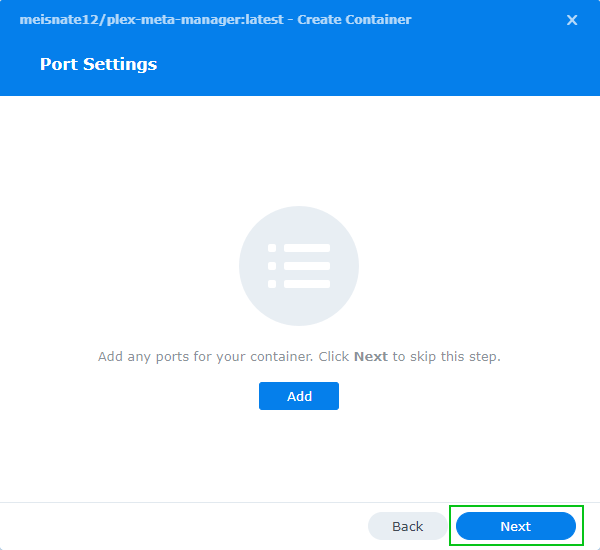 meisnate12/plex-meta-manager:latest - Create Container
Port Settings
Add any ports for your container. Click Next to skip this step.
Add
Back
Next